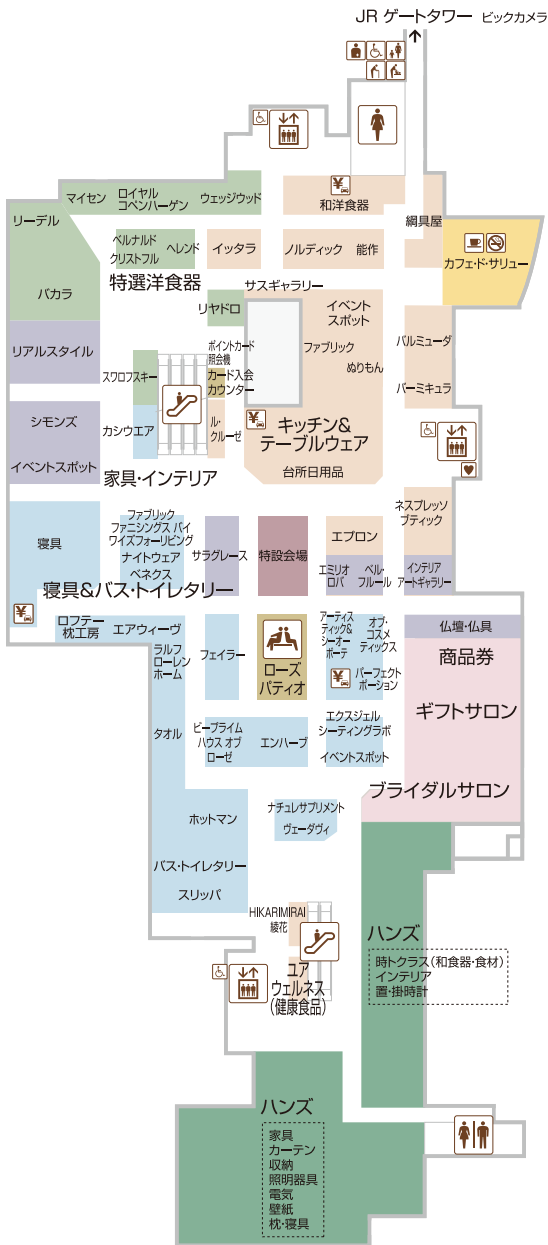 JR ゲートタワー ビックカメラ
マイセン
ロイヤル
コペンハーゲン
ウェッジウッド
和洋食器
リーデル
綱具屋
ベルナルド
クリストフル
ヘレンド
イッタラ
ノルディック
能作
カフェ・ド・サリュー
特選洋食器
サスギャラリー
バカラ
リヤドロ
イベント
スポット
リアルスタイル
ポイントカード
照会機
ファブリック
バルミューダ
スワロフスキー
カード入会
カウンター
ぬりもん
バーミキュラ
シモンズ
カシウエア
ル・
クルーゼ
キッチン&
テーブルウェア
イベントスポット
家具・インテリア
台所日用品
ネスプレッソ
ブティック
寝具
ファブリック
ファニシングス バイ
ワイズフォーリビング
ナイトウェア
ベネクス
サラグレース
特設会場
エプロン
エミリオ
ロバ
ベル・
フルール
インテリア
アートギャラリー
寝具&バス・トイレタリー
ロフテー
枕工房
エアウィーヴ
フェイラー
ローズ
パティオ
アーティス
ティック&
シーオー
ボーテ
オブ・
コスメ
ティックス
仏壇・仏具
ラルフ
ローレン
ホーム
パーフェクト
ポーション
商品券
ギフトサロン
タオル
ビープライム
ハウス オブ
ローゼ
エンハーブ
エクスジェル
シーティングラボ
イベントスポット
ブライダルサロン
ホットマン
ナチュレサプリメント
ヴェーダヴィ
バス・トイレタリー
スリッパ
HIKARIMIRAI
綾花
ハンズ
時トクラス(和食器・食材)
インテリア
置・掛時計
ユア
ウェルネス
(健康食品)
ハンズ
家具
カーテン
収納
照明器具
電気
壁紙
枕・寝具